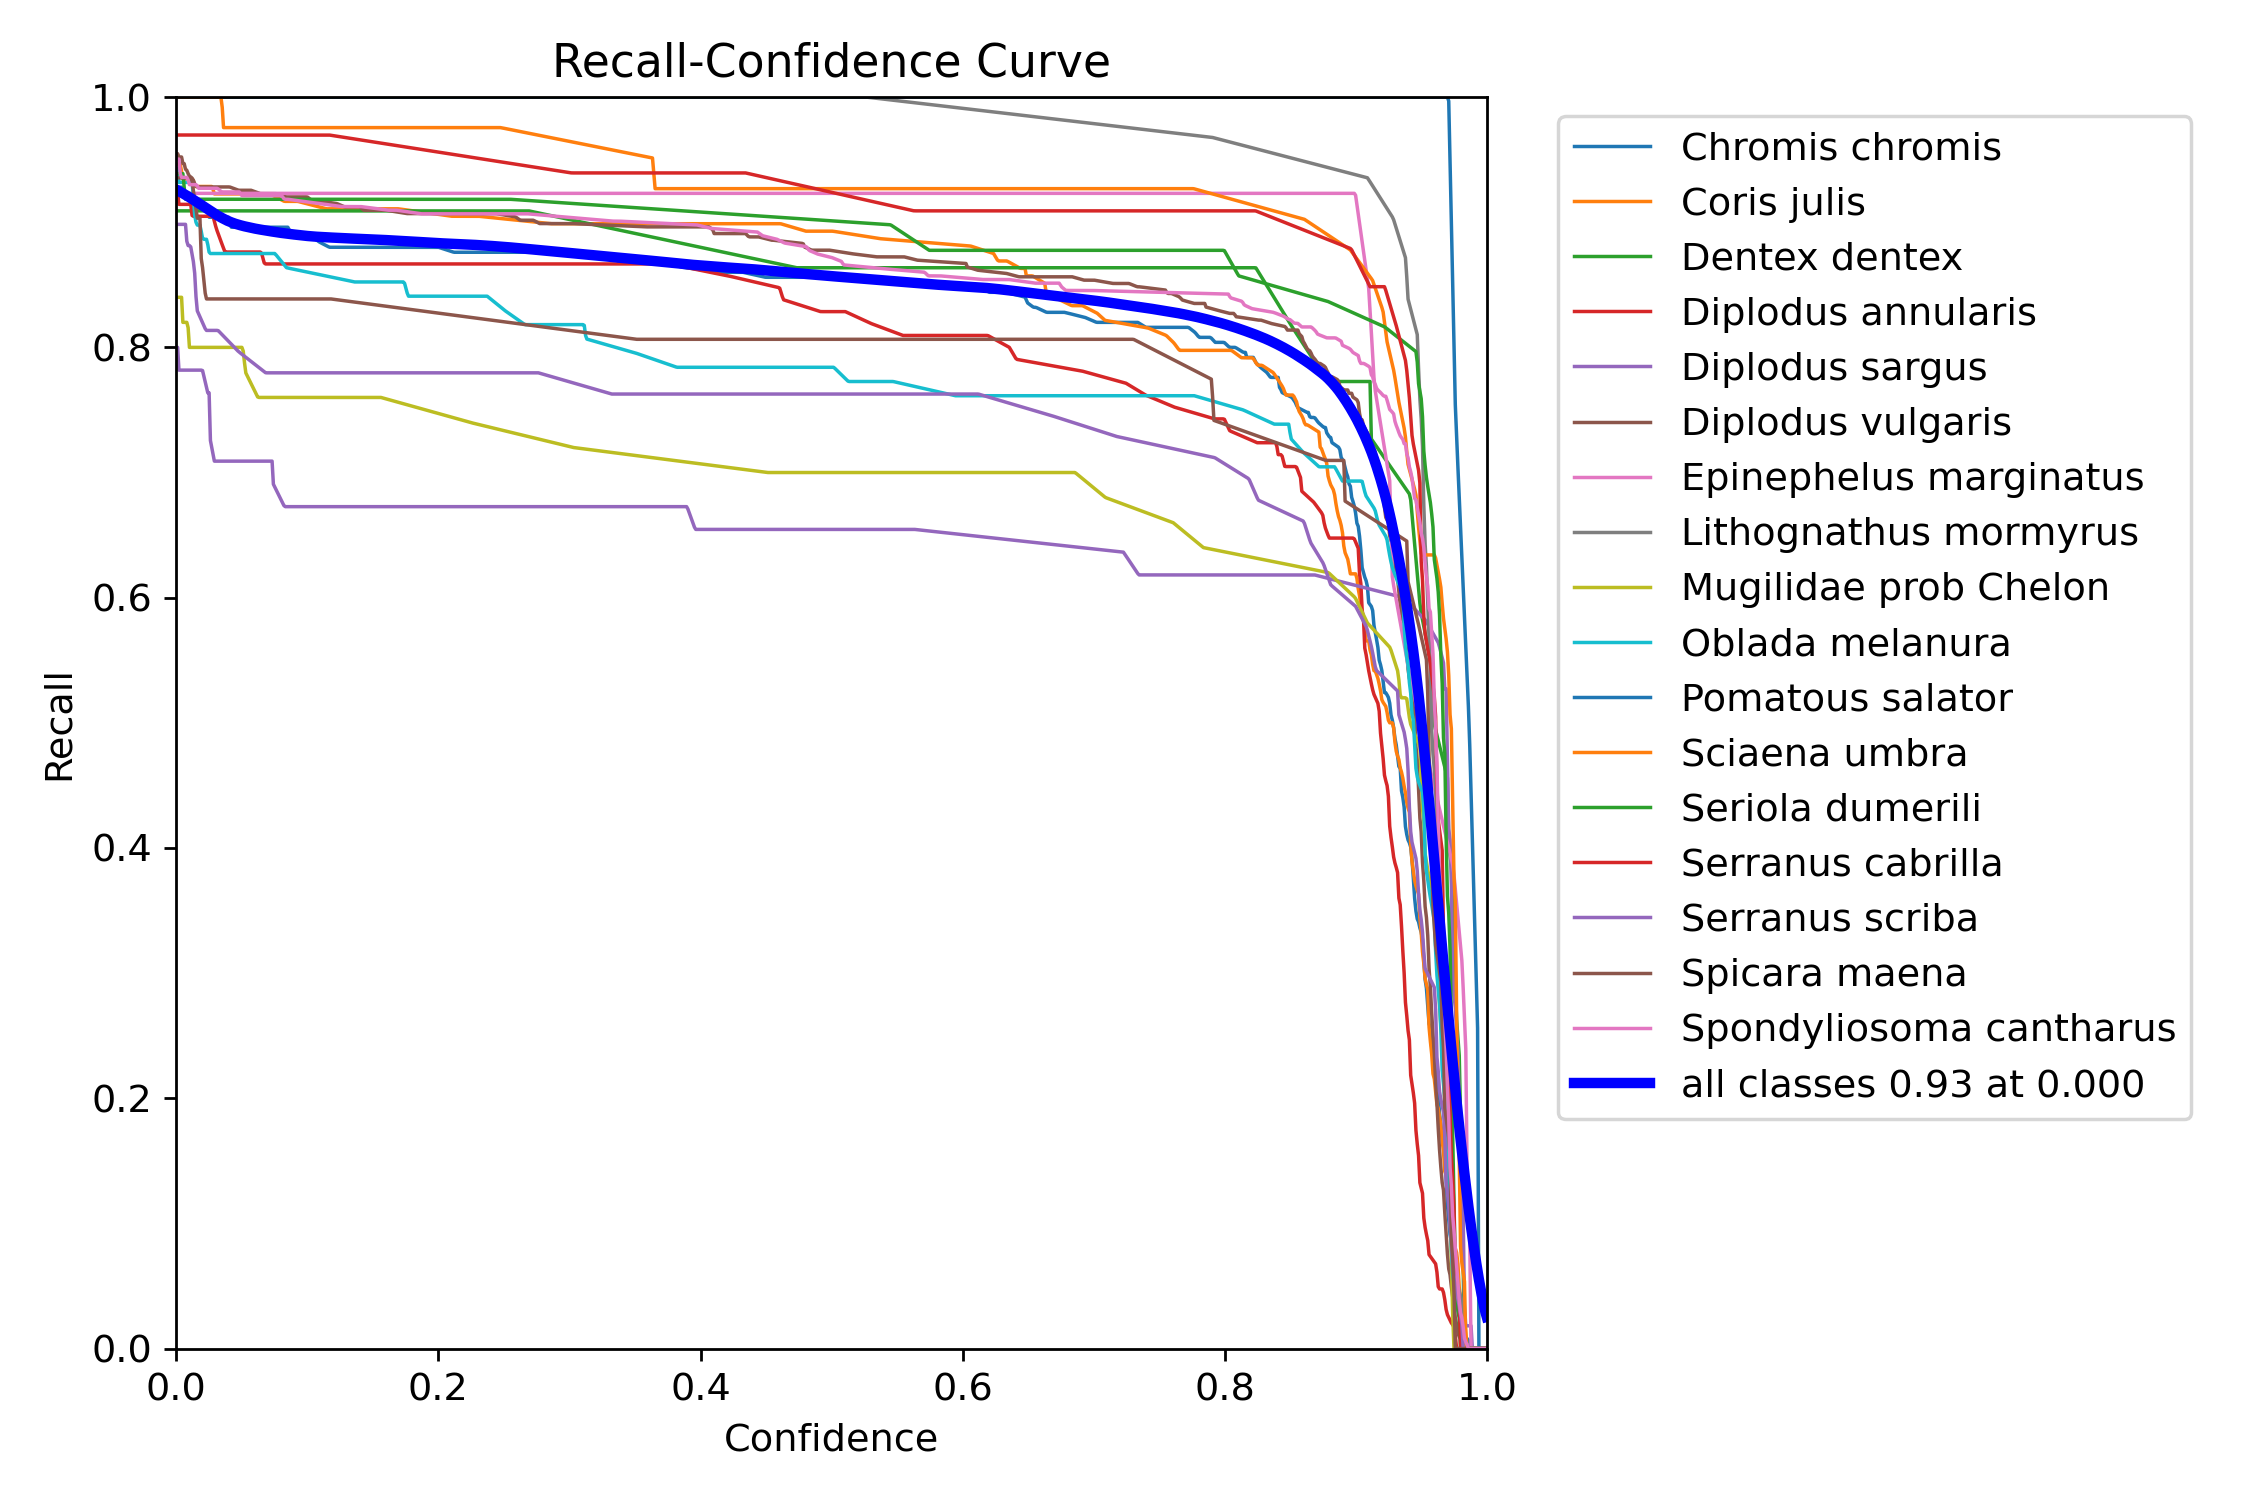 Recall-Confidence Curve
1.0
0.8
0.6
0.4
0.2
0.0
Recall
0.0 0.2 0.4 0.6 0.8 1.0
Confidence
Chromis chromis
Coris julis
Dentex dentex
Diplodus annularis
Diplodus sargus
Diplodus vulgaris
Epinephelus marginatus
Lithognathus mormyrus
Mugilidae prob Chelon
Oblada melanura
Pomatous salator
Sciaena umbra
Seriola dumerili
Serranus cabrilla
Serranus scriba
Spicara maena
Spondyliosoma cantharus
all classes 0.93 at 0.000